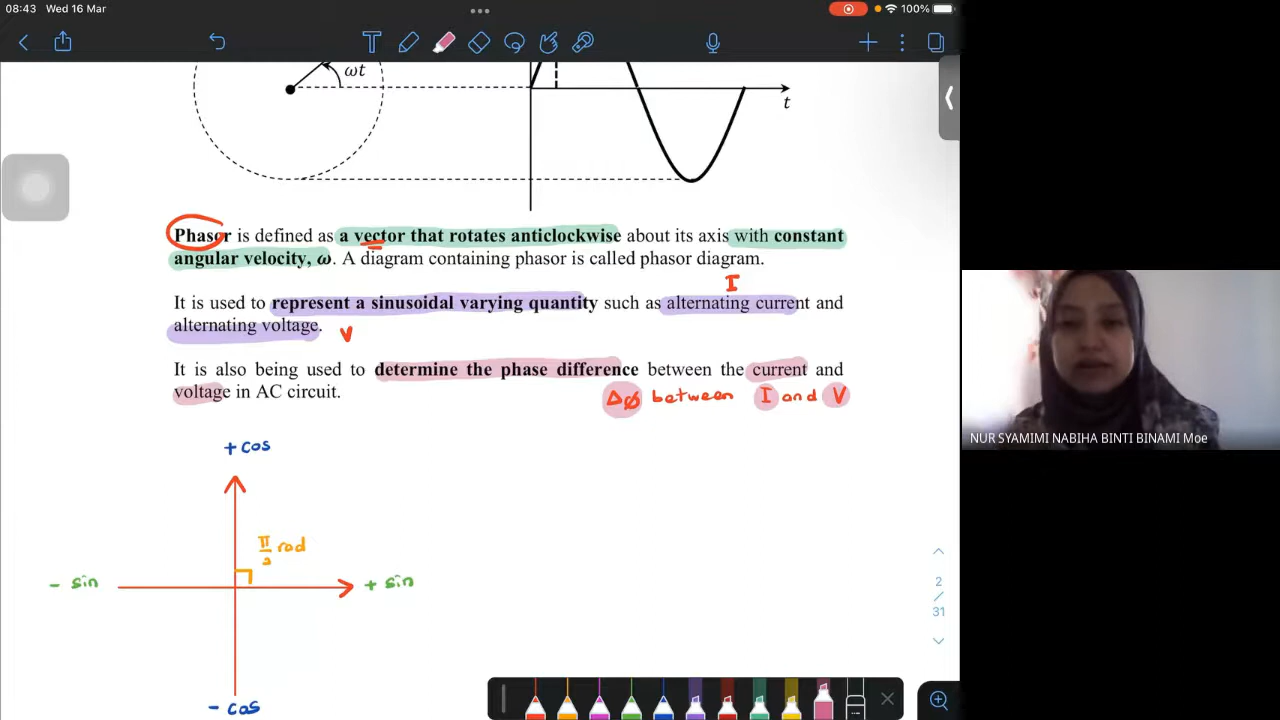 08:43 Wed 16 Mar
100%
ωt
t
Phasor is defined as a vector that rotates anticlockwise about its axis with constant
angular velocity, ω. A diagram containing phasor is called phasor diagram.
I
It is used to represent a sinusoidal varying quantity such as alternating current and
alternating voltage.
V
It is also being used to determine the phase difference between the current and
voltage in AC circuit.
Δø between I and V
+ cos
π/2 rad
- sin
+ sin
- cos
2
/
31
NUR SYAMIMI NABIHA BINTI BINAMI Moe